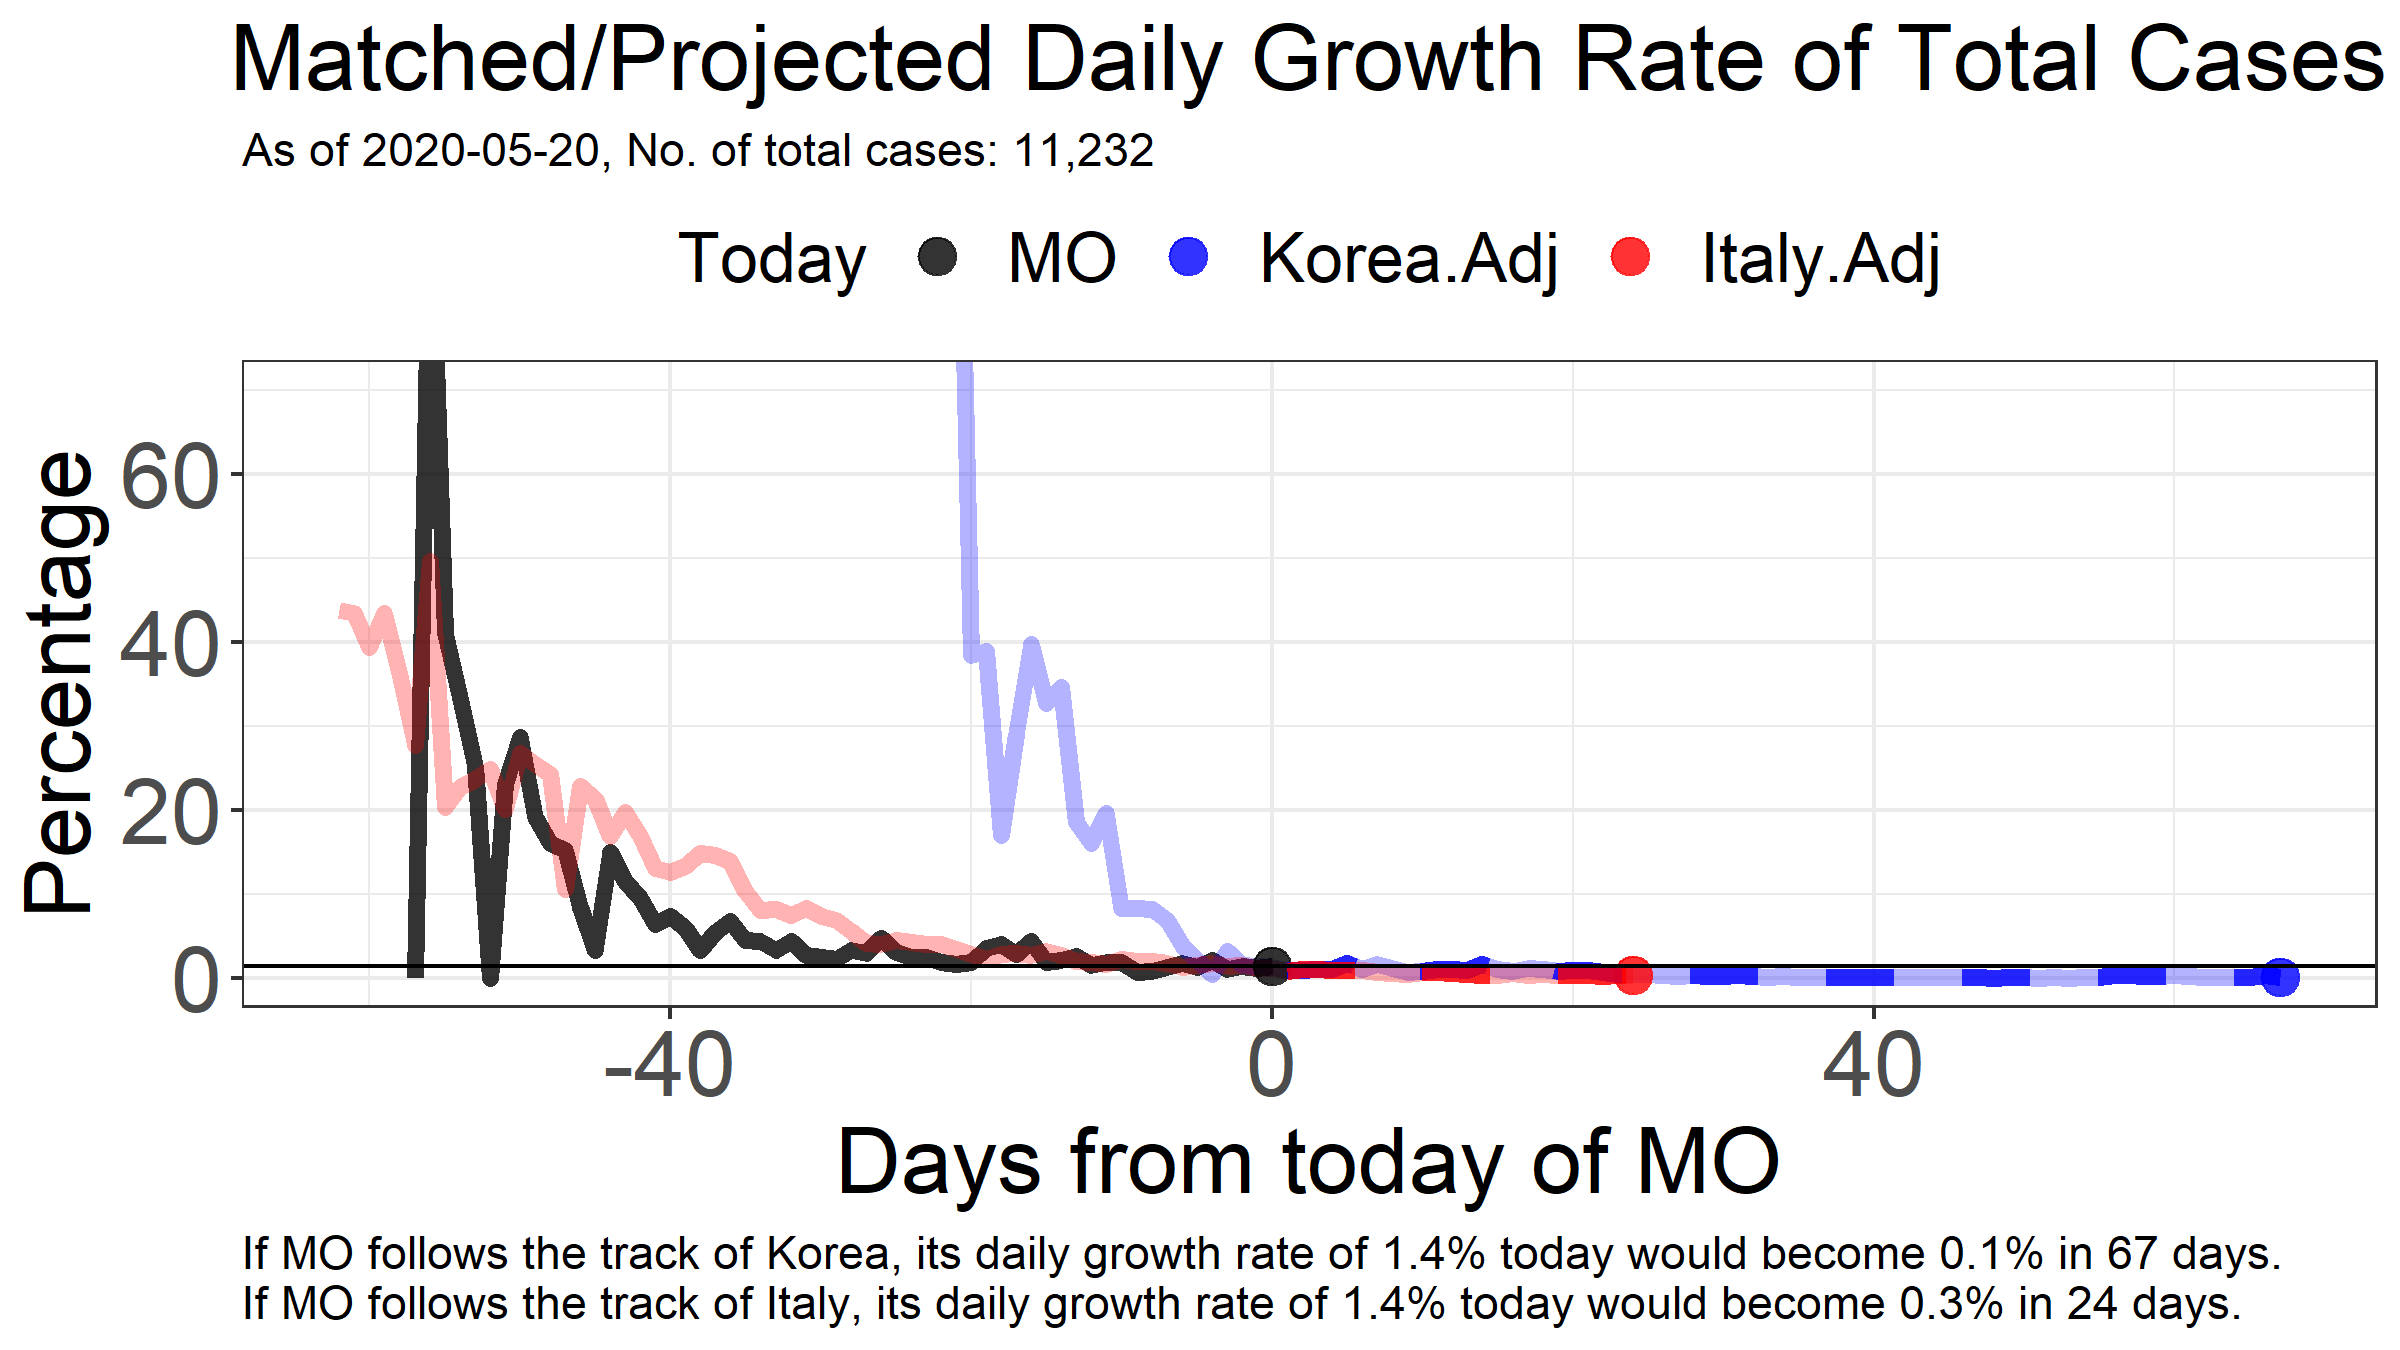 Matched/Projected Daily Growth Rate of Total Cases
As of 2020-05-20, No. of total cases: 11,232
Today MO Korea.Adj Italy.Adj
Percentage
60
40
20
0
-40 0 40
Days from today of MO
If MO follows the track of Korea, its daily growth rate of 1.4% today would become 0.1% in 67 days.
If MO follows the track of Italy, its daily growth rate of 1.4% today would become 0.3% in 24 days.